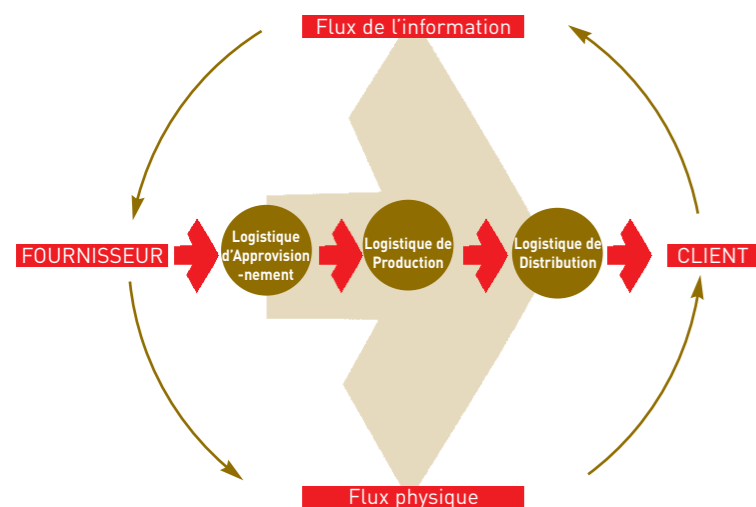 Flux de l'information
FOURNISSEUR
Logistique
d'Approvision
-nement
Logistique de
Production
Logistique de
Distribution
CLIENT
Flux physique